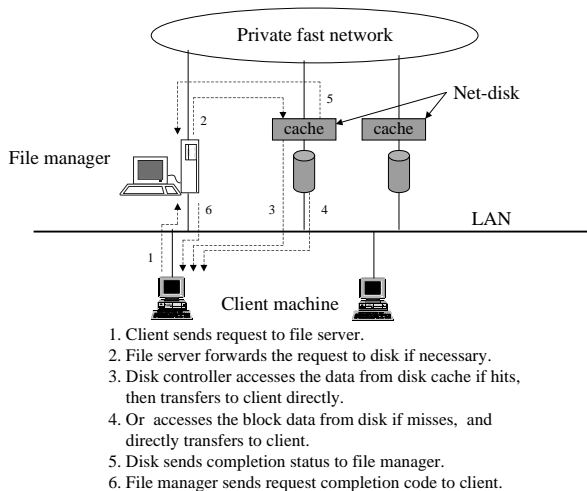 Private fast network
5
Net-disk
2
cache
cache
File manager
6
3
4
LAN
1
Client machine
1. Client sends request to file server.
2. File server forwards the request to disk if necessary.
3. Disk controller accesses the data from disk cache if hits,
then transfers to client directly.
4. Or accesses the block data from disk if misses, and
directly transfers to client.
5. Disk sends completion status to file manager.
6. File manager sends request completion code to client.